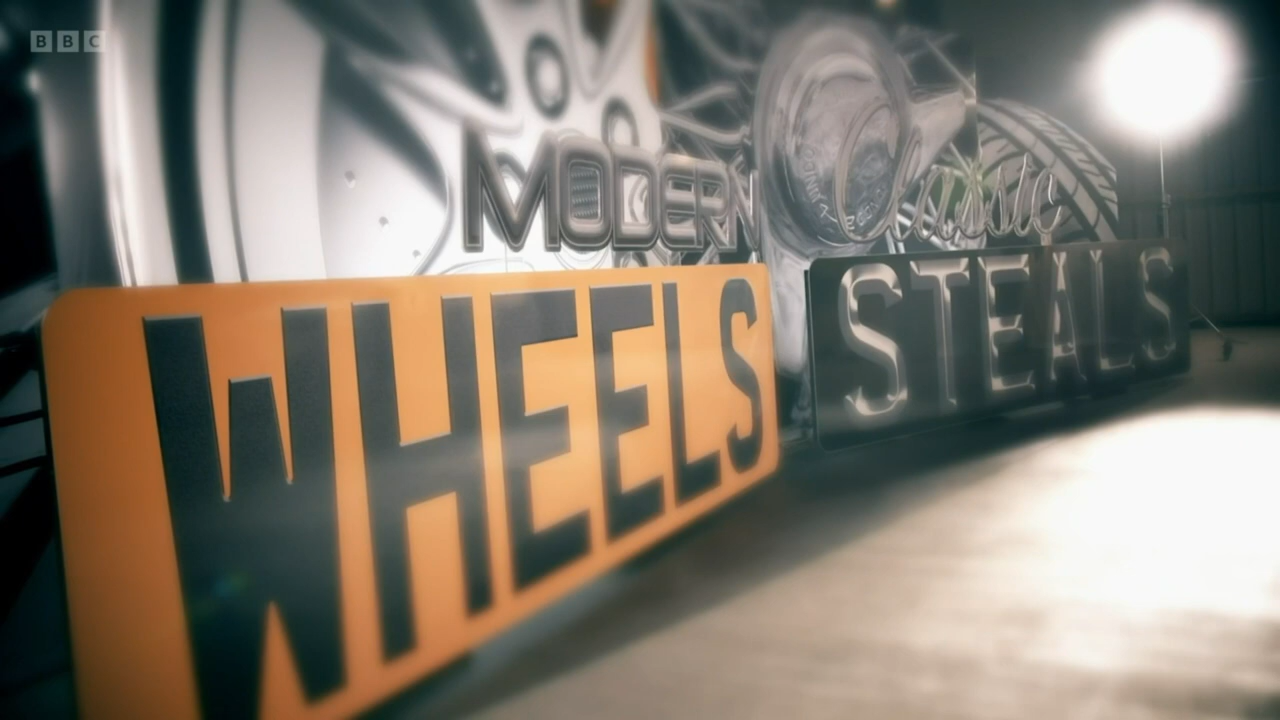 BBC
MODERN
Classic
WHEELS
STEALS